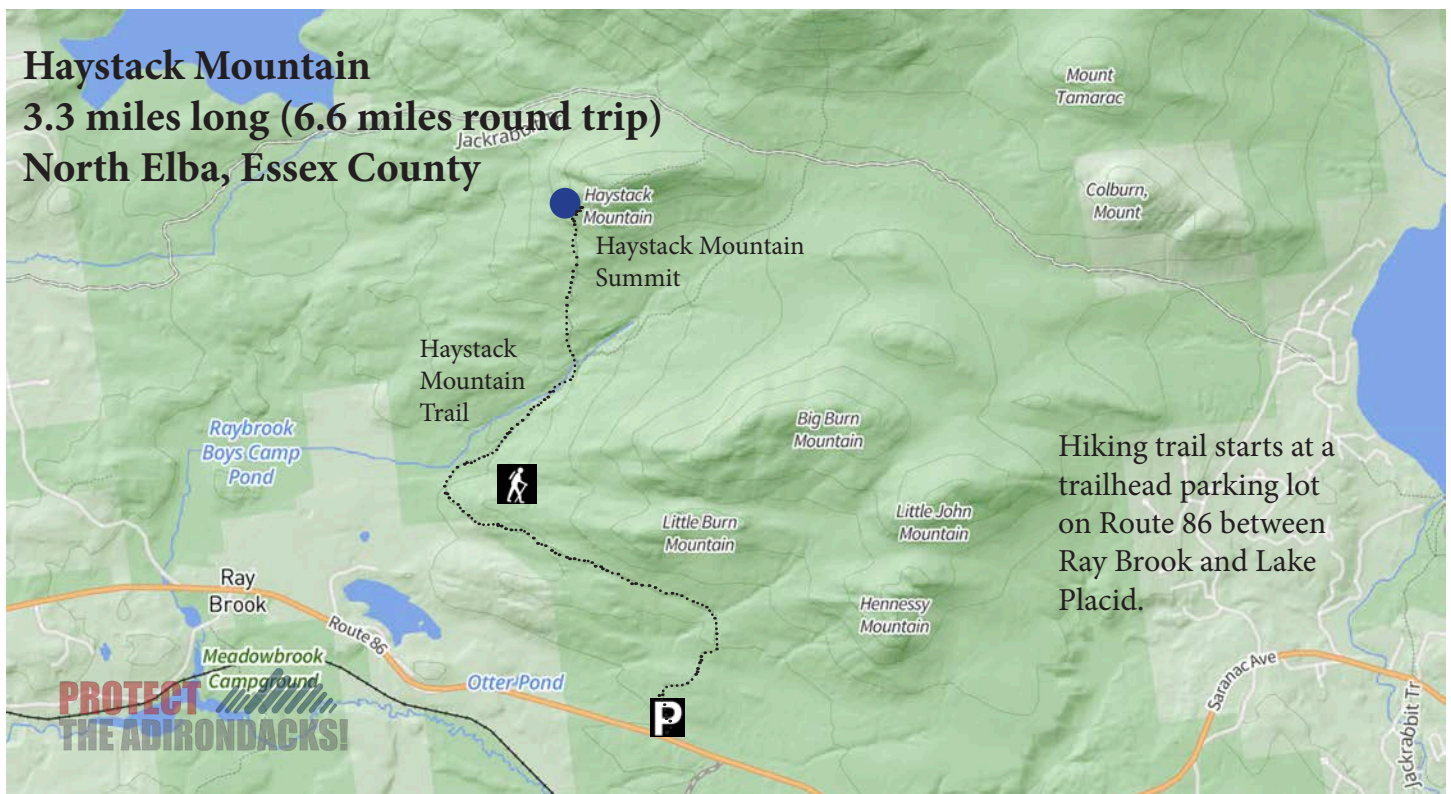 Haystack Mountain
3.3 miles long (6.6 miles round trip)
North Elba, Essex County
Jackrabbit Tr
Mount
Tamarac
Colburn,
Mount
Haystack
Mountain
Haystack Mountain
Summit
Haystack
Mountain
Trail
Raybrook
Boys Camp
Pond
Big Burn
Mountain
Little John
Mountain
Little Burn
Mountain
Hennessy
Mountain
Hiking trail starts at a
trailhead parking lot
on Route 86 between
Ray Brook and Lake
Placid.
Ray
Brook
Route 86
Meadowbrook
Campground
Otter Pond
P
Saranac Ave
Jackrabbit Tr
PROTECT
THE ADIRONDACKS!